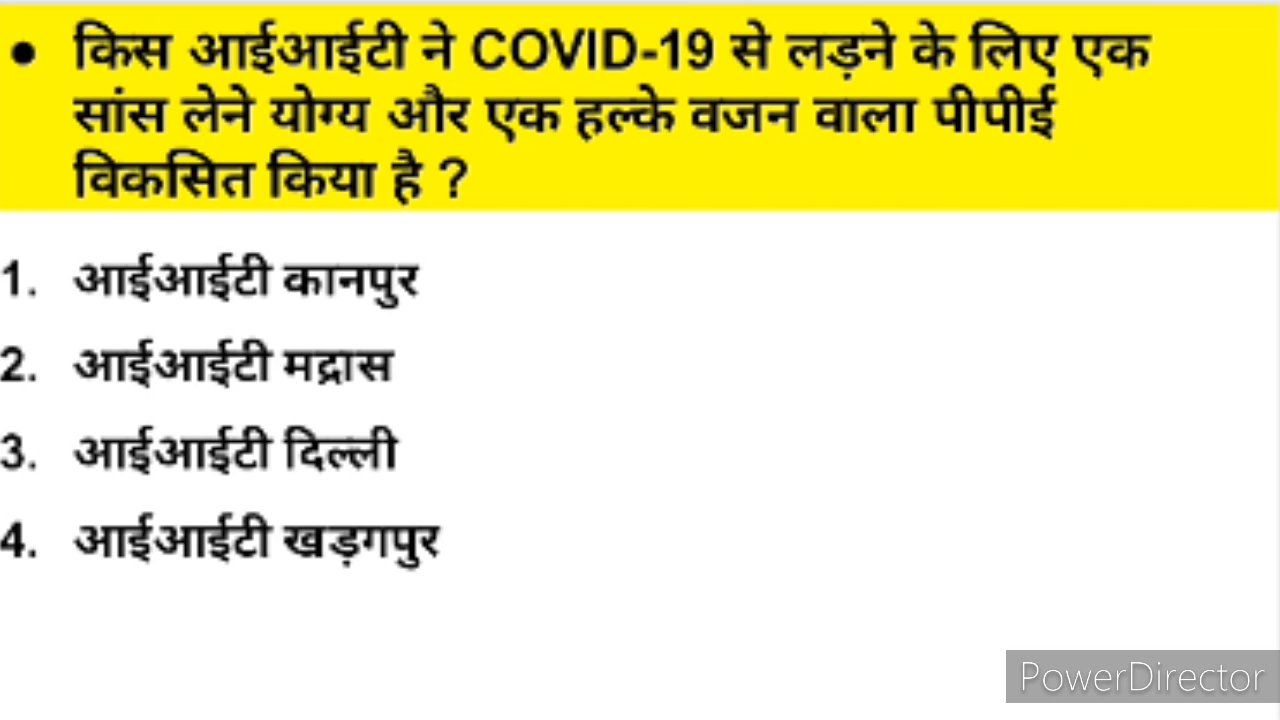 ● किस आईआईटी ने COVID-19 से लड़ने के लिए एक
सांस लेने योग्य और एक हल्के वजन वाला पीपीई
विकसित किया है ?
1. आईआईटी कानपुर
2. आईआईटी मद्रास
3. आईआईटी दिल्ली
4. आईआईटी खड़गपुर
PowerDirector